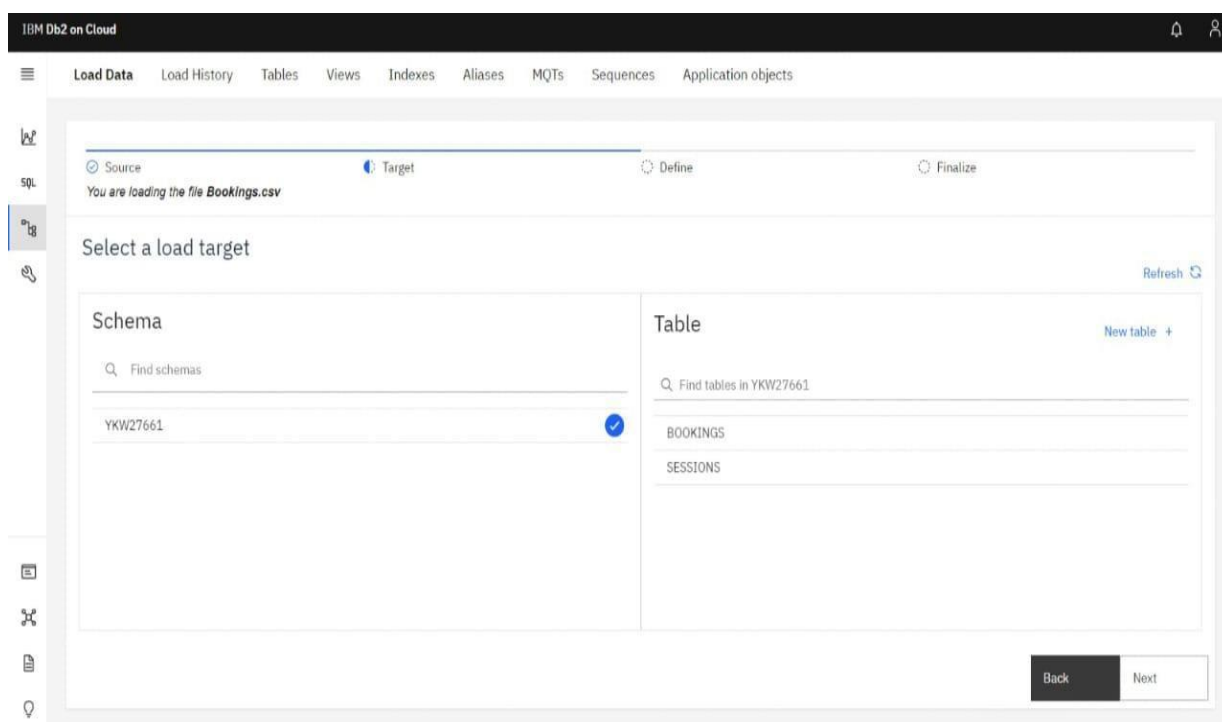 IBM Db2 on Cloud
Load Data Load History Tables Views Indexes Aliases MQTs Sequences Application objects
Source Target Define Finalize
You are loading the file Bookings.csv
SQL
Select a load target
Refresh
Schema
Find schemas
YKW27661
Table
New table +
Find tables in YKW27661
BOOKINGS
SESSIONS
Back Next